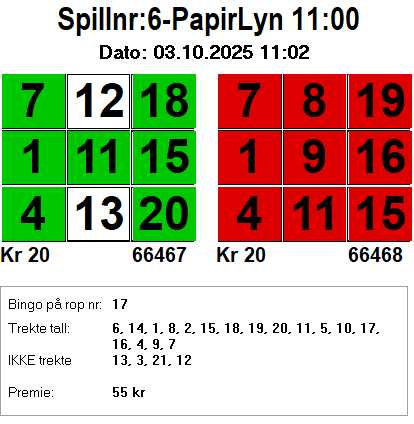 Spillnr:6-PapirLyn 11:00
Dato: 03.10.2025 11:02
7 12 18 7 8 19
1 11 15 1 9 16
4 13 20 4 11 15
Kr 20 66467 Kr 20 66468
Bingo på rop nr: 17
Trekte tall: 6, 14, 1, 8, 2, 15, 18, 19, 20, 11, 5, 10, 17,
16, 4, 9, 7
IKKE trekte 13, 3, 21, 12
Premie: 55 kr